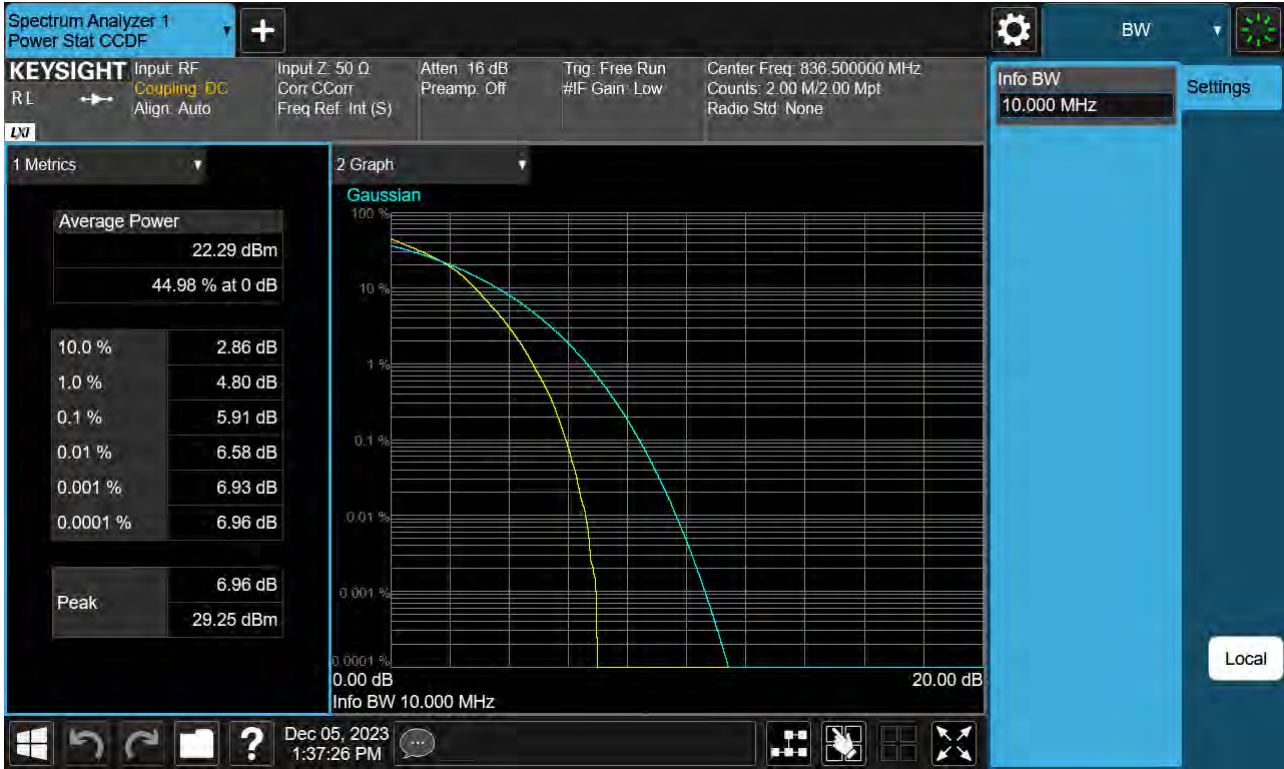 Spectrum Analyzer 1
Power Stat CCDF
+
BW
KEYSIGHT
RL
LXI
Input: RF
Coupling: DC
Align: Auto
Input Z: 50 Ω
Corr CCorr
Freq Ref: Int (S)
Atten: 16 dB
Preamp: Off
Trig: Free Run
#IF Gain: Low
Center Freq: 836.500000 MHz
Counts: 2.00 M/2.00 Mpt
Radio Std: None
Info BW
10.000 MHz
Settings
1 Metrics
Average Power
22.29 dBm
44.98 % at 0 dB
10.0 % 2.86 dB
1.0 % 4.80 dB
0.1 % 5.91 dB
0.01 % 6.58 dB
0.001 % 6.93 dB
0.0001 % 6.96 dB
Peak
6.96 dB
29.25 dBm
2 Graph
Gaussian
100 %
10 %
1 %
0.1 %
0.01 %
0.001 %
0.0001 %
0.00 dB 20.00 dB
Info BW 10.000 MHz
Local
?
Dec 05, 2023
1:37:26 PM